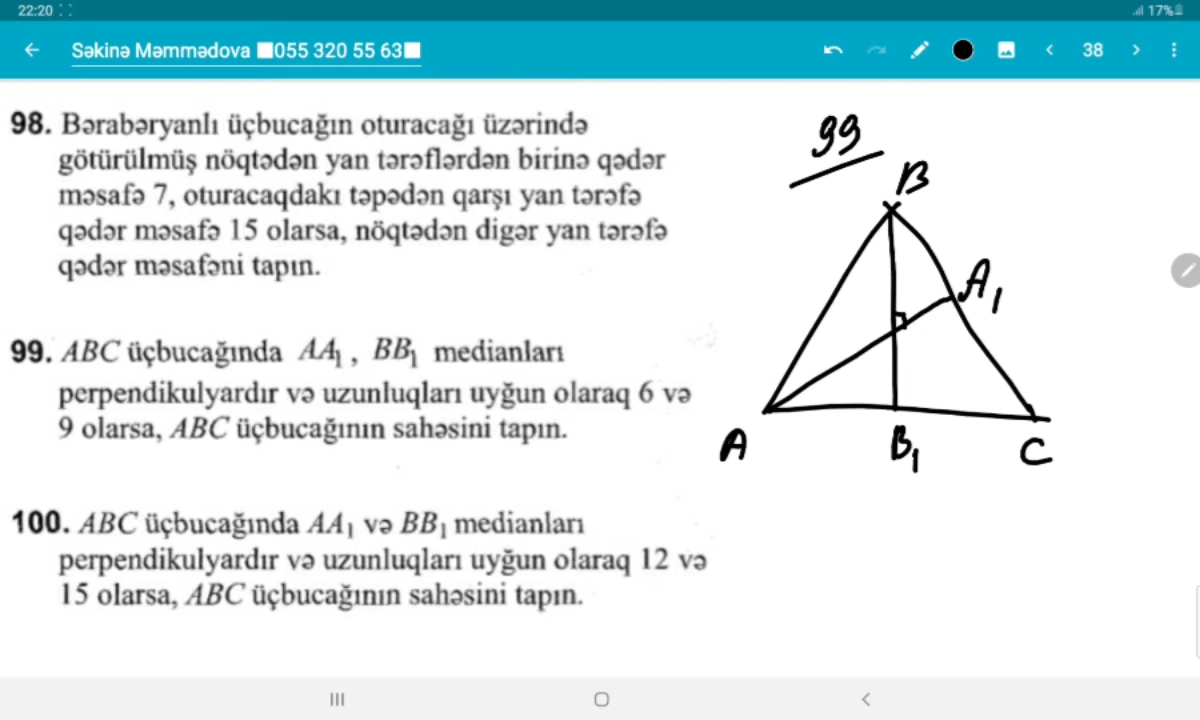 22:20
17%
Səkinə Məmmədova 055 320 55 63
38
98. Bərabəryanlı üçbucağın oturacağı üzərində
götürülmüş nöqtədən yan tərəflərdən birinə qədər
məsafə 7, oturacaqdakı təpədən qarşı yan tərəfə
qədər məsafə 15 olarsa, nöqtədən digər yan tərəfə
qədər məsafəni tapın.
99. ABC üçbucağında AA₁ , BB₁ medianları
perpendikulyardır və uzunluqları uyğun olaraq 6 və
9 olarsa, ABC üçbucağının sahəsini tapın.
100. ABC üçbucağında AA₁ və BB₁ medianları
perpendikulyardır və uzunluqları uyğun olaraq 12 və
15 olarsa, ABC üçbucağının sahəsini tapın.
99
B
A₁
A
B₁
C